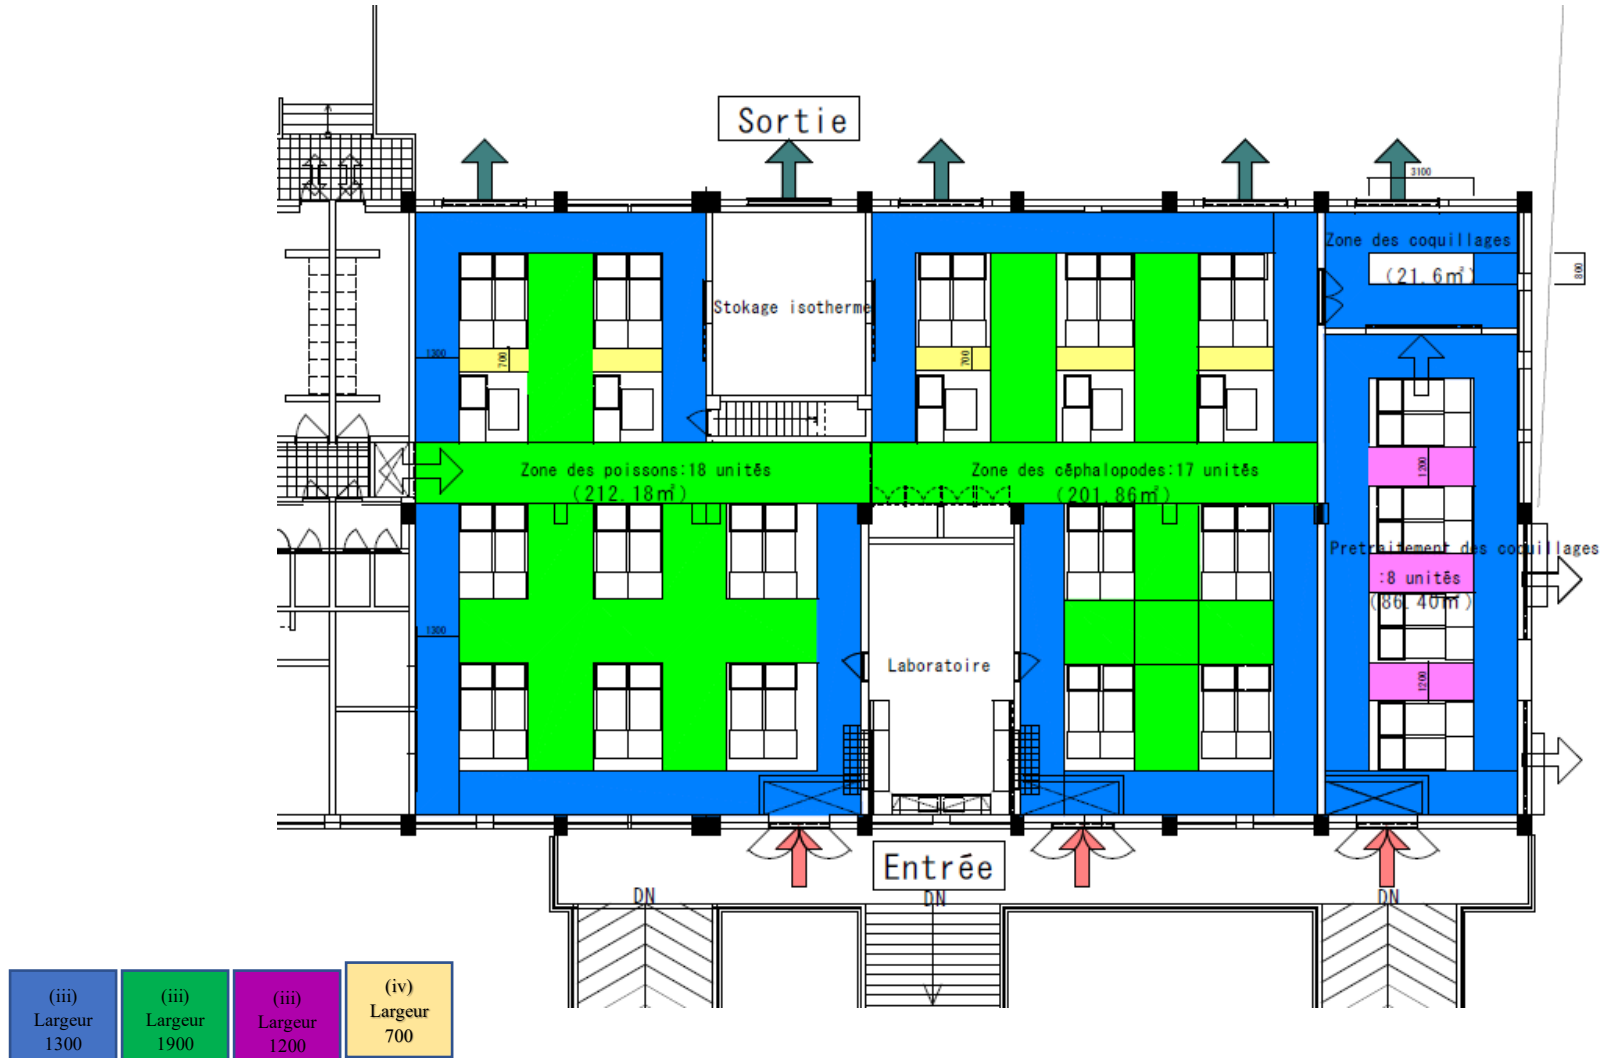 Sortie
3100
Zone des coquillages
(21.6㎡)
800
Stokage isotherme
1300
700
700
Zone des poissons:18 unités
(212.18㎡)
Zone des céphalopodes:17 unités
(201.86㎡)
1200
Pretraitement des coquillages
:8 unités
(86.40㎡)
1300
Laboratoire
1200
Entrée
DN
DN
DN
(iii)
Largeur
1300
(iii)
Largeur
1900
(iii)
Largeur
1200
(iv)
Largeur
700